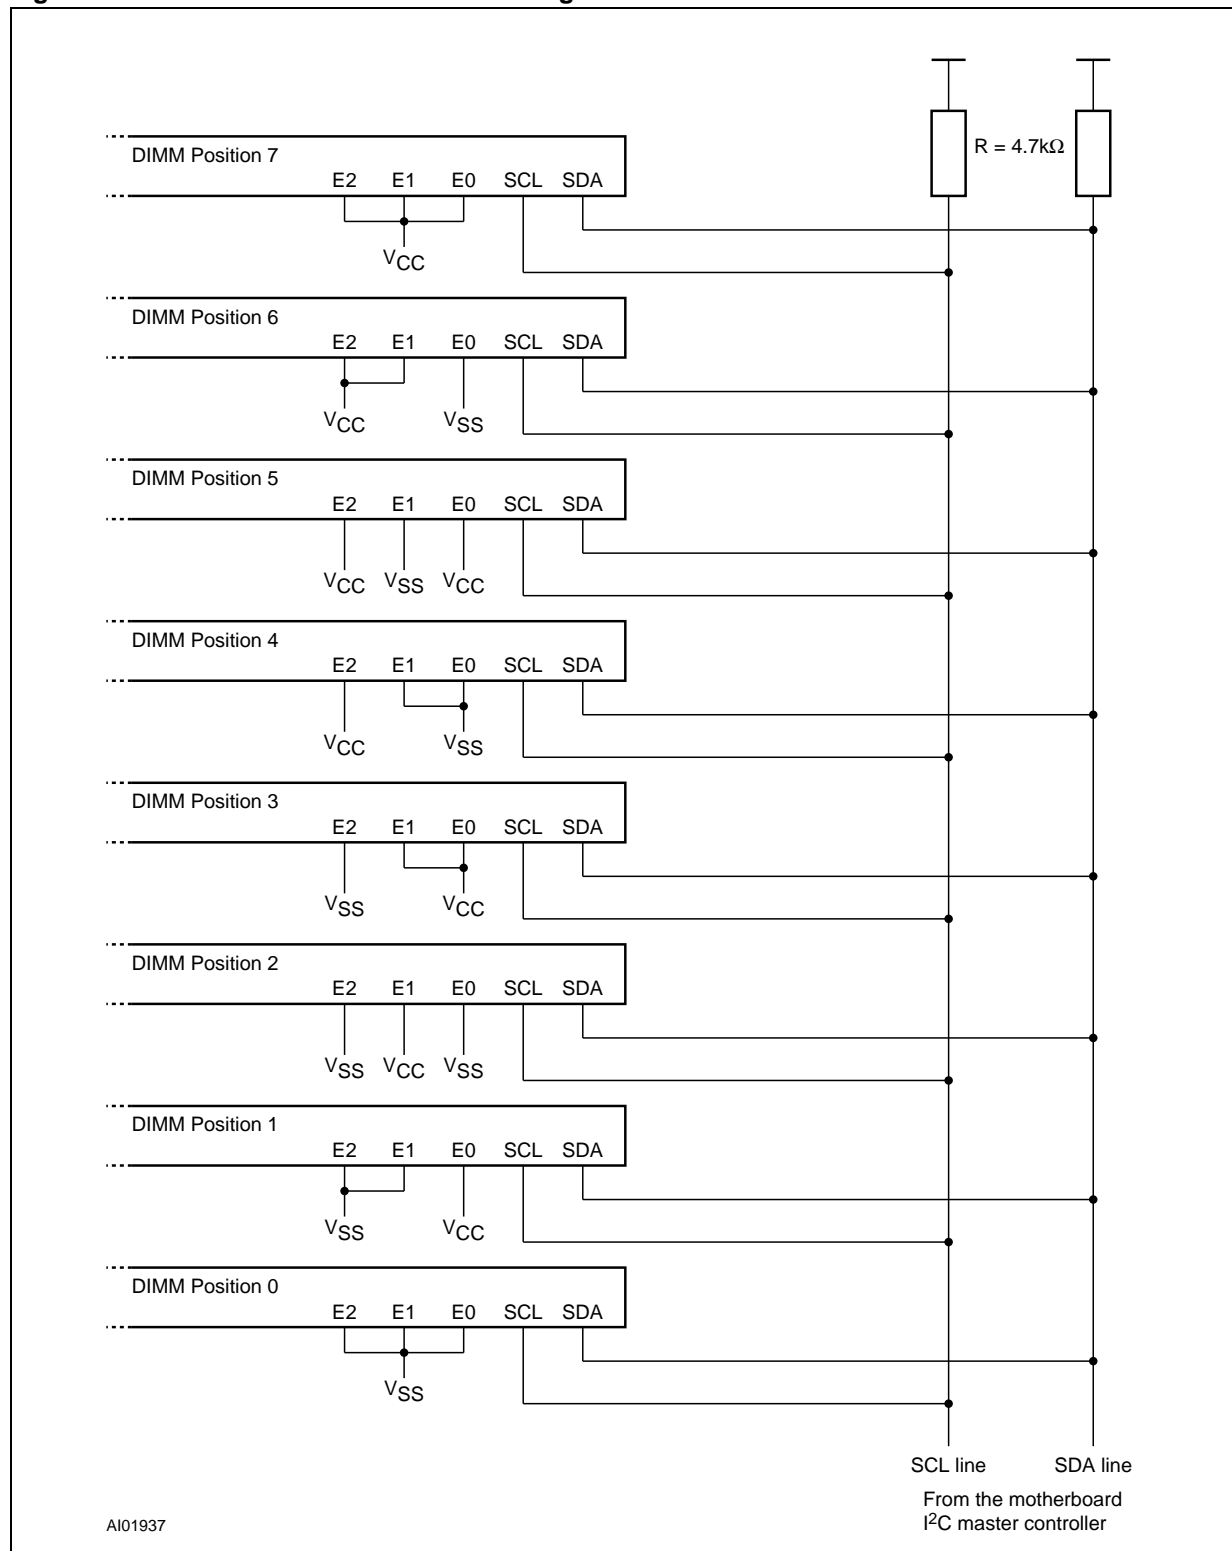 R = 4.7kΩ
DIMM Position 7
E2 E1 E0 SCL SDA
VCC
DIMM Position 6
E2 E1 E0 SCL SDA
VCC VSS
DIMM Position 5
E2 E1 E0 SCL SDA
VCC VSS VCC
DIMM Position 4
E2 E1 E0 SCL SDA
VCC VSS
DIMM Position 3
E2 E1 E0 SCL SDA
VSS VCC
DIMM Position 2
E2 E1 E0 SCL SDA
VSS VCC VSS
DIMM Position 1
E2 E1 E0 SCL SDA
VSS VCC
DIMM Position 0
E2 E1 E0 SCL SDA
VSS
SCL line SDA line
From the motherboard
I2C master controller
AI01937